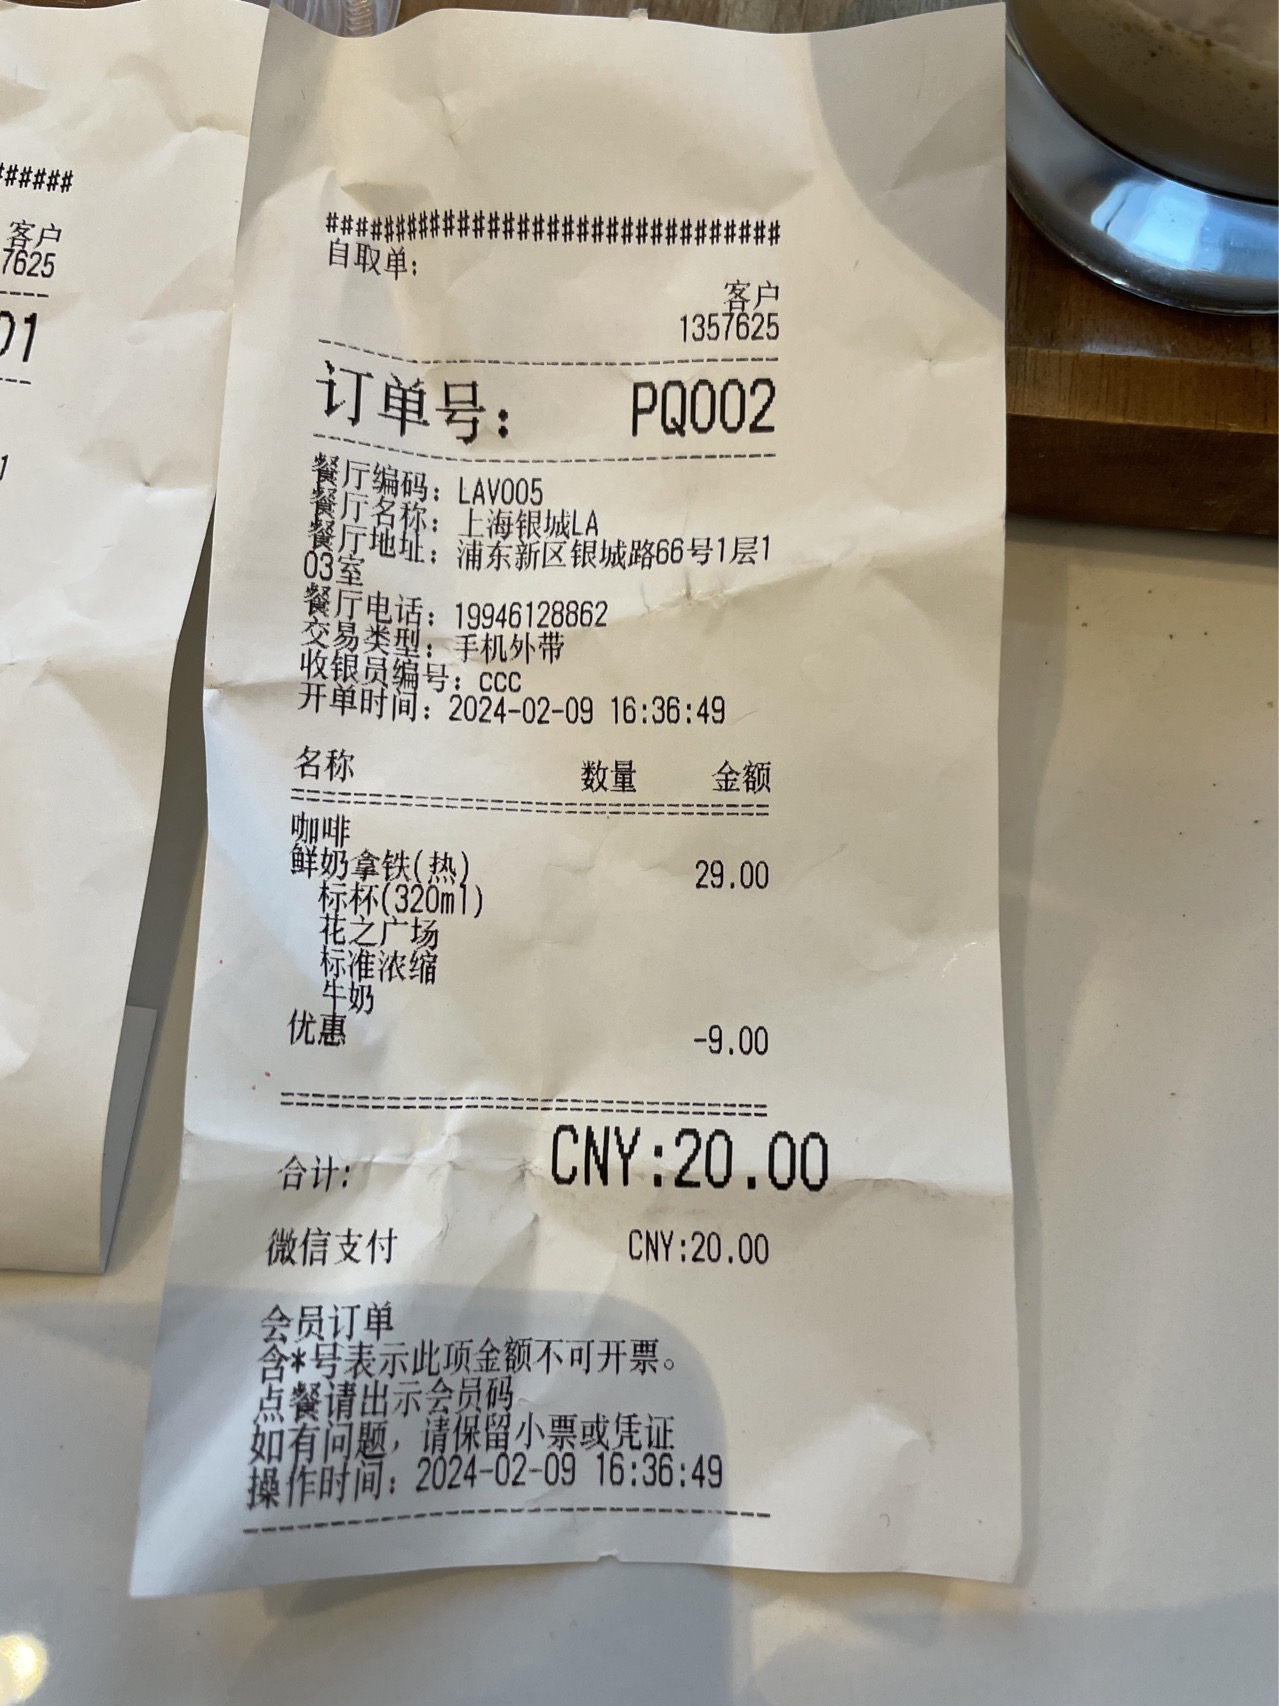 ######
客户
7625
01
##############################
自取单:
客户
1357625
订单号: PQ002
餐厅编码: LAV005
餐厅名称: 上海银城LA
餐厅地址: 浦东新区银城路66号1层1
03室
餐厅电话: 19946128862
交易类型: 手机外带
收银员编号: ccc
开单时间: 2024-02-09 16:36:49
名称 数量 金额
咖啡
鲜奶拿铁(热) 29.00
标杯(320ml)
花之广场
标准浓缩
牛奶
优惠 -9.00
合计: CNY:20.00
微信支付 CNY:20.00
会员订单
含*号表示此项金额不可开票。
点餐请出示会员码
如有问题，请保留小票或凭证
操作时间: 2024-02-09 16:36:49